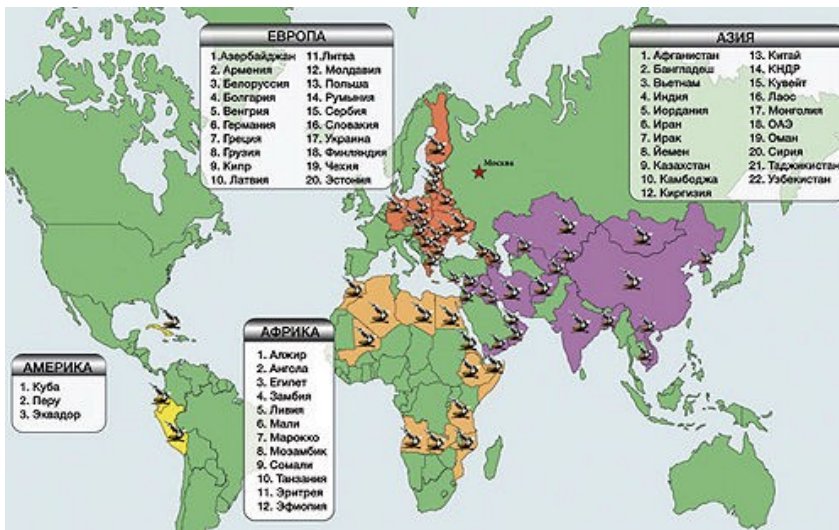 ЕВРОПА
1.Азербайджан
2. Армения
3. Белоруссия
4. Болгария
5. Венгрия
6. Германия
7. Греция
8. Грузия
9. Кипр
10. Латвия
11.Литва
12. Молдавия
13. Польша
14. Румыния
15. Сербия
16. Словакия
17. Украина
18. Финляндия
19. Чехия
20. Эстония
АЗИЯ
1. Афганистан
2. Бангладеш
3. Вьетнам
4. Индия
5. Иордания
6. Иран
7. Ирак
8. Йемен
9. Казахстан
10. Камбоджа
12. Киргизия
13. Китай
14. КНДР
15. Кувейт
16. Лаос
17. Монголия
18. ОАЭ
19. Оман
20. Сирия
21. Таджикистан
22. Узбекистан
Москва
АФРИКА
1. Алжир
2. Ангола
3. Египет
4. Замбия
5. Ливия
6. Мали
7. Марокко
8. Мозамбик
9. Сомали
10. Танзания
11. Эритрея
12. Эфиопия
АМЕРИКА
1. Куба
2. Перу
3. Эквадор